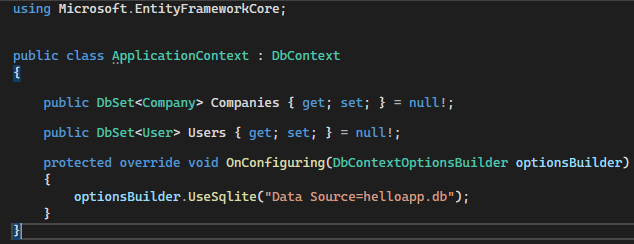 using Microsoft.EntityFrameworkCore;
public class ApplicationContext : DbContext
{
public DbSet<Company> Companies { get; set; } = null!;
public DbSet<User> Users { get; set; } = null!;
protected override void OnConfiguring(DbContextOptionsBuilder optionsBuilder)
{
optionsBuilder.UseSqlite("Data Source=helloapp.db");
}
}